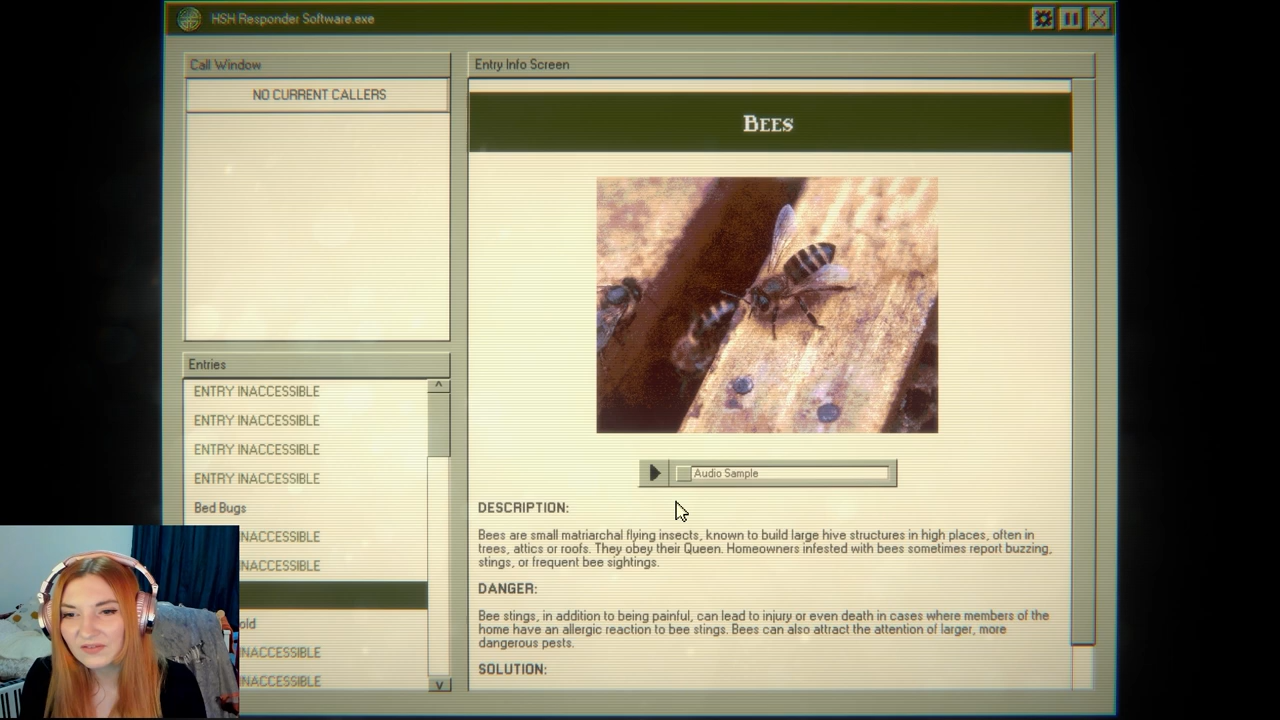 HSH Responder Software.exe
Call Window
NO CURRENT CALLERS
Entries
ENTRY INACCESSIBLE
ENTRY INACCESSIBLE
ENTRY INACCESSIBLE
ENTRY INACCESSIBLE
Bed Bugs
INACCESSIBLE
INACCESSIBLE
old
INACCESSIBLE
INACCESSIBLE
Entry Info Screen
Bees
Audio Sample
DESCRIPTION:
Bees are small matriarchal flying insects, known to build large hive structures in high places, often in
trees, attics or roofs. They obey their Queen. Homeowners infested with bees sometimes report buzzing,
stings, or frequent bee sightings.
DANGER:
Bee stings, in addition to being painful, can lead to injury or even death in cases where members of the
home have an allergic reaction to bee stings. Bees can also attract the attention of larger, more
dangerous pests.
SOLUTION: